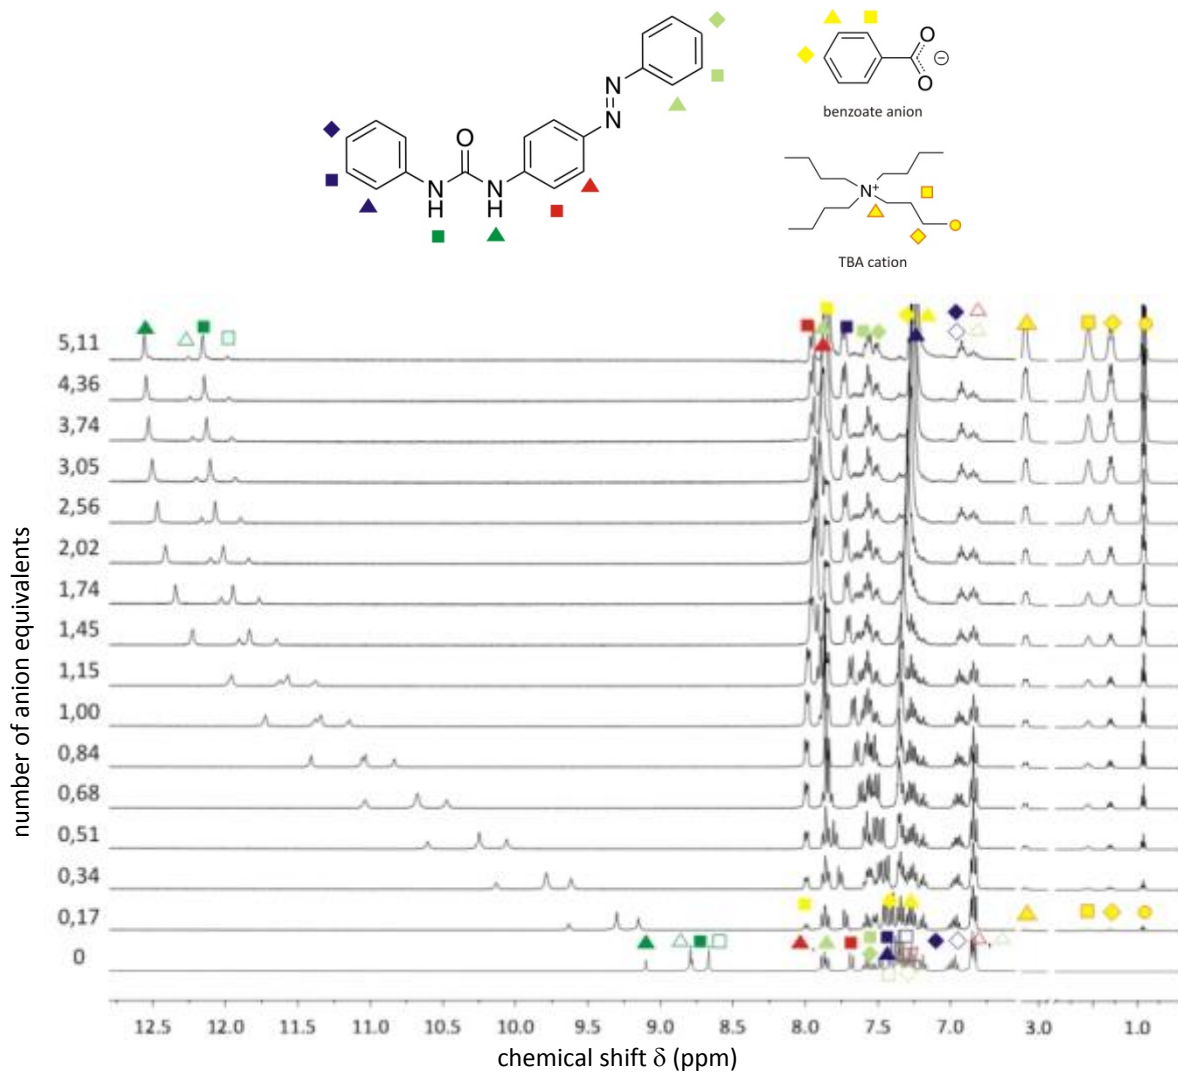 N
N
O
N
H
N
H
O
O
⊖
benzoate anion
N+
TBA cation
5,11
4,36
3,74
3,05
2,56
2,02
1,74
1,45
1,15
1,00
0,84
0,68
0,51
0,34
0,17
0
number of anion equivalents
12.5 12.0 11.5 11.0 10.5 10.0 9.5 9.0 8.5 8.0 7.5 7.0 3.0 1.0
chemical shift δ (ppm)